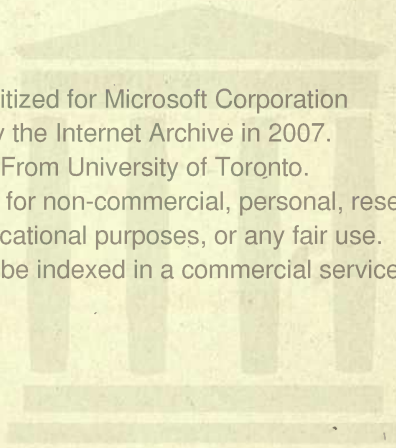 itized for Microsoft Corporation
y the Internet Archive in 2007.
From University of Toronto.
for non-commercial, personal, rese
cational purposes, or any fair use.
be indexed in a commercial service